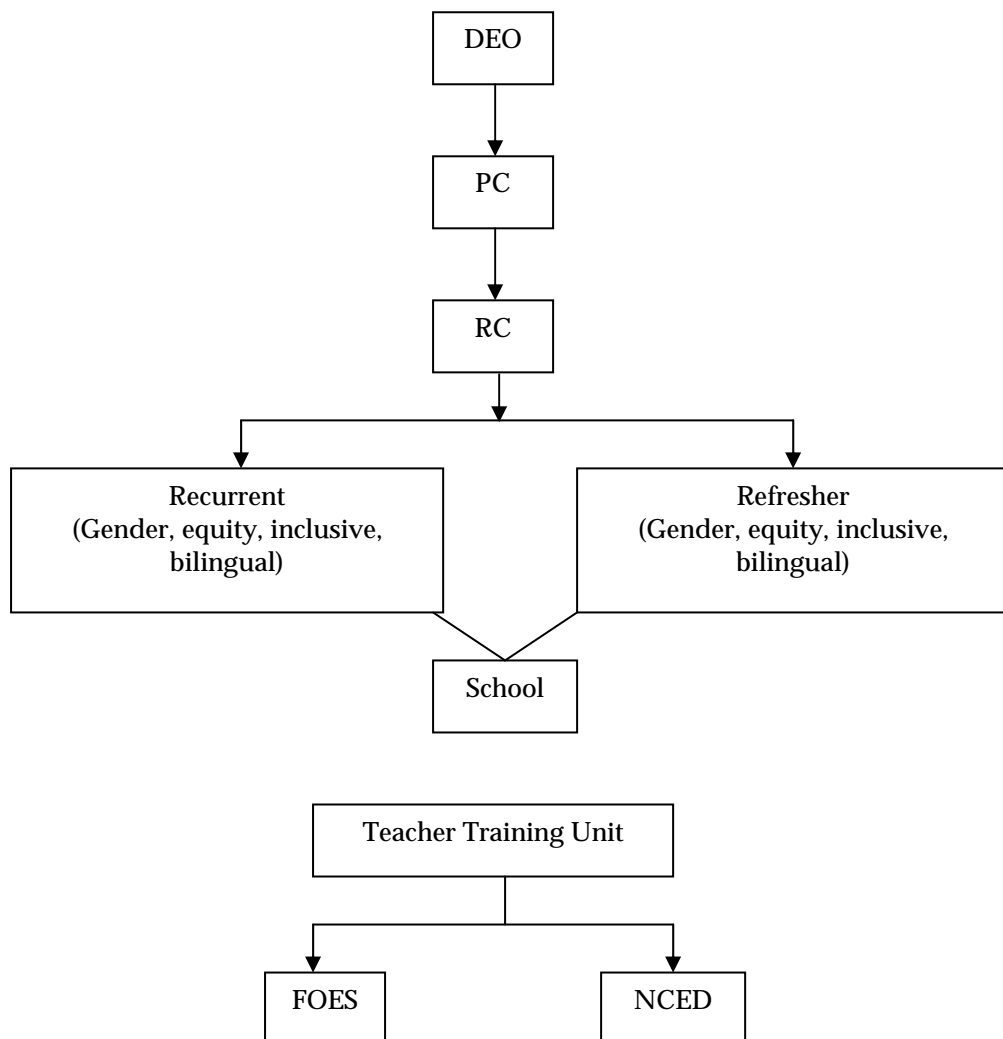 DEO
PC
RC
Recurrent
(Gender, equity, inclusive,
bilingual)
Refresher
(Gender, equity, inclusive,
bilingual)
School
Teacher Training Unit
FOES
NCED